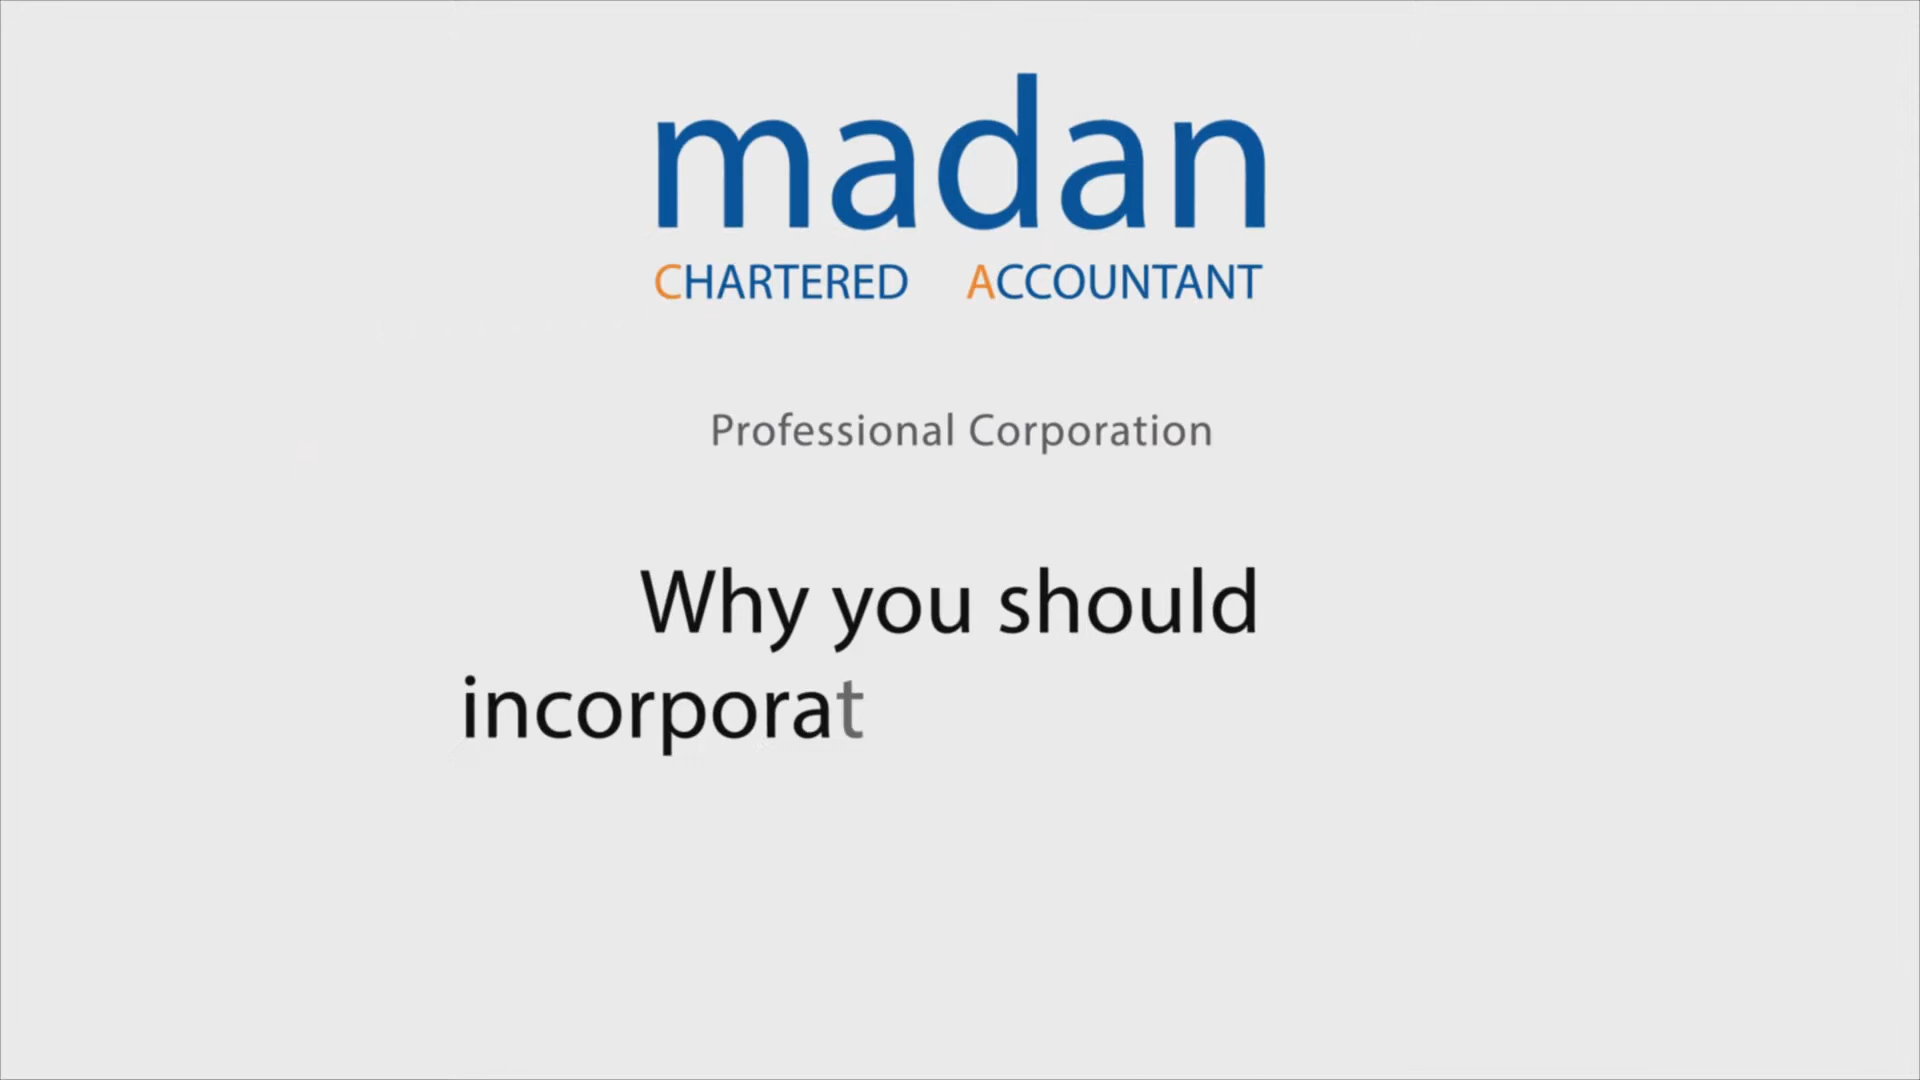 madan
CHARTERED ACCOUNTANT
Professional Corporation
Why you should
incorporat